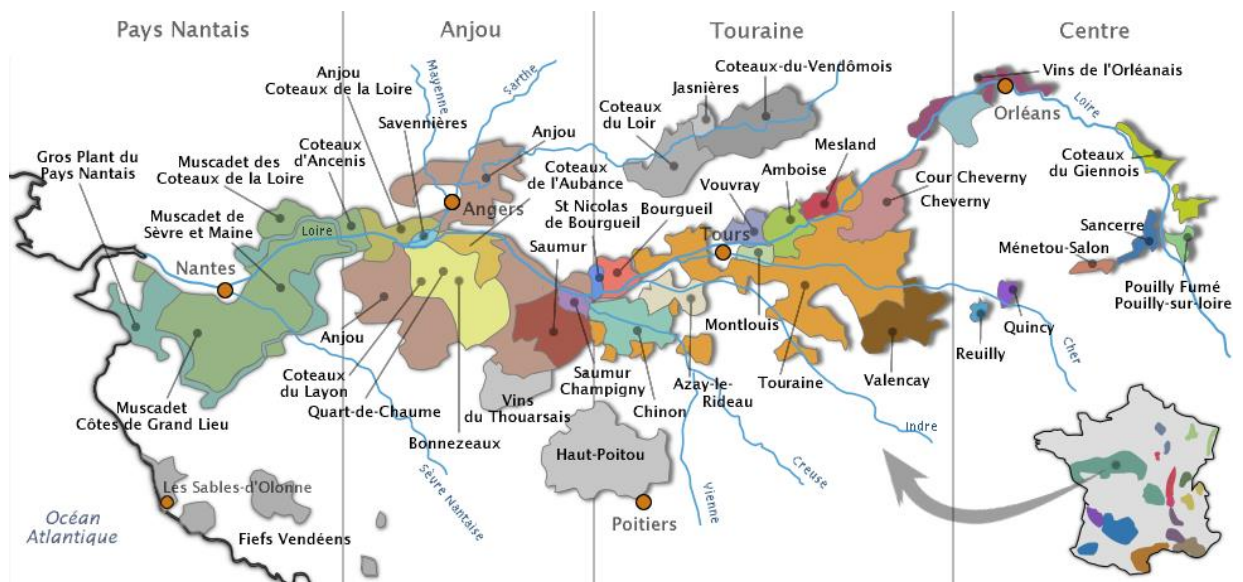 Pays Nantais
Anjou
Touraine
Centre
Mayenne
Sarthe
Anjou
Coteaux de la Loire
Savennières
Coteaux
d'Ancenis
Muscadet des
Coteaux de la Loire
Gros Plant du
Pays Nantais
Muscadet de
Sèvre et Maine
Loire
Nantes
Angers
Anjou
Coteaux
de l'Aubance
St Nicolas
de Bourgueil
Bourgueil
Saumur
Coteaux
du Loir
Jasnières
Coteaux-du-Vendômois
Vouvray
Amboise
Mesland
Tours
Cour Cheverny
Cheverny
Vins de l'Orléanais
Orléans
Loire
Coteaux
du Giennois
Sancerre
Ménetou-Salon
Pouilly Fumé
Pouilly-sur-loire
Quincy
Reuilly
Cher
Muscadet
Côtes de Grand Lieu
Anjou
Coteaux
du Layon
Quart-de-Chaume
Bonnezeaux
Vins
du Thouarsais
Saumur
Champigny
Chinon
Azay-le-
Rideau
Montlouis
Touraine
Valencay
Indre
Creuse
Vienne
Haut-Poitou
Poitiers
Sèvre Nantaise
Les Sables-d'Olonne
Fiefs Vendéens
Océan
Atlantique